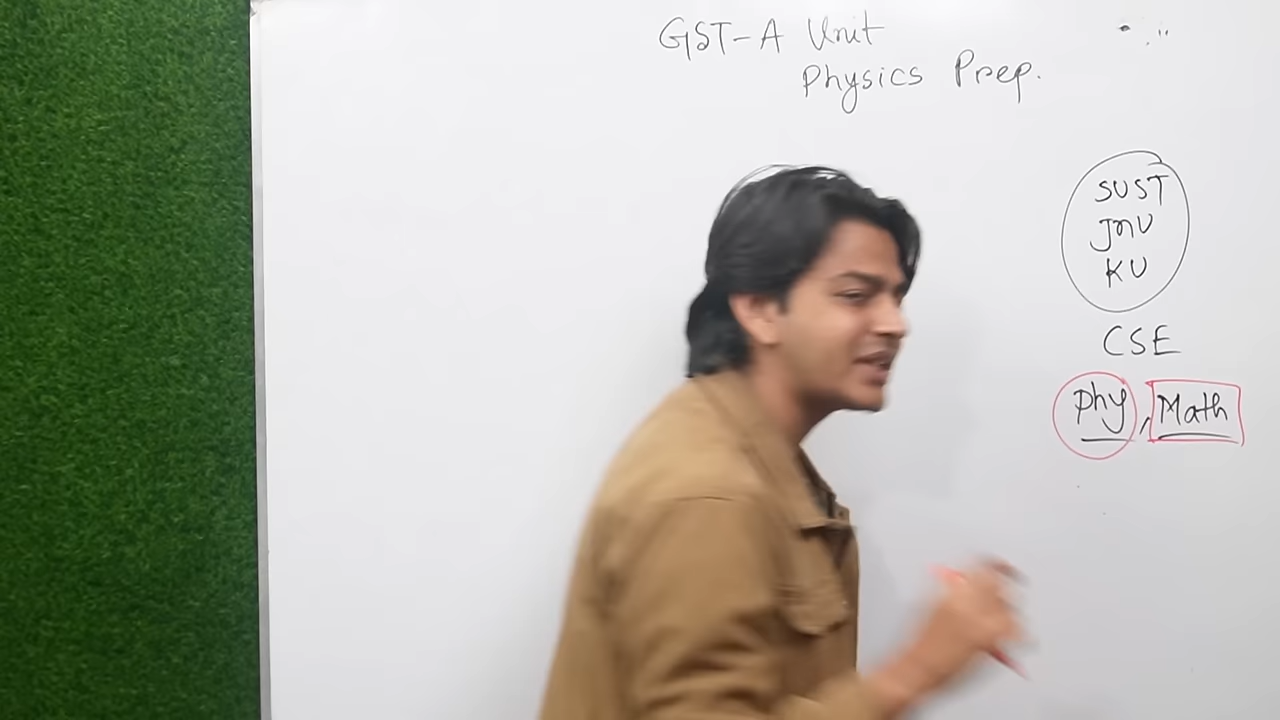 GST-A Unit
Physics Prep.
SUST
JnU
KU
CSE
Phy, Math